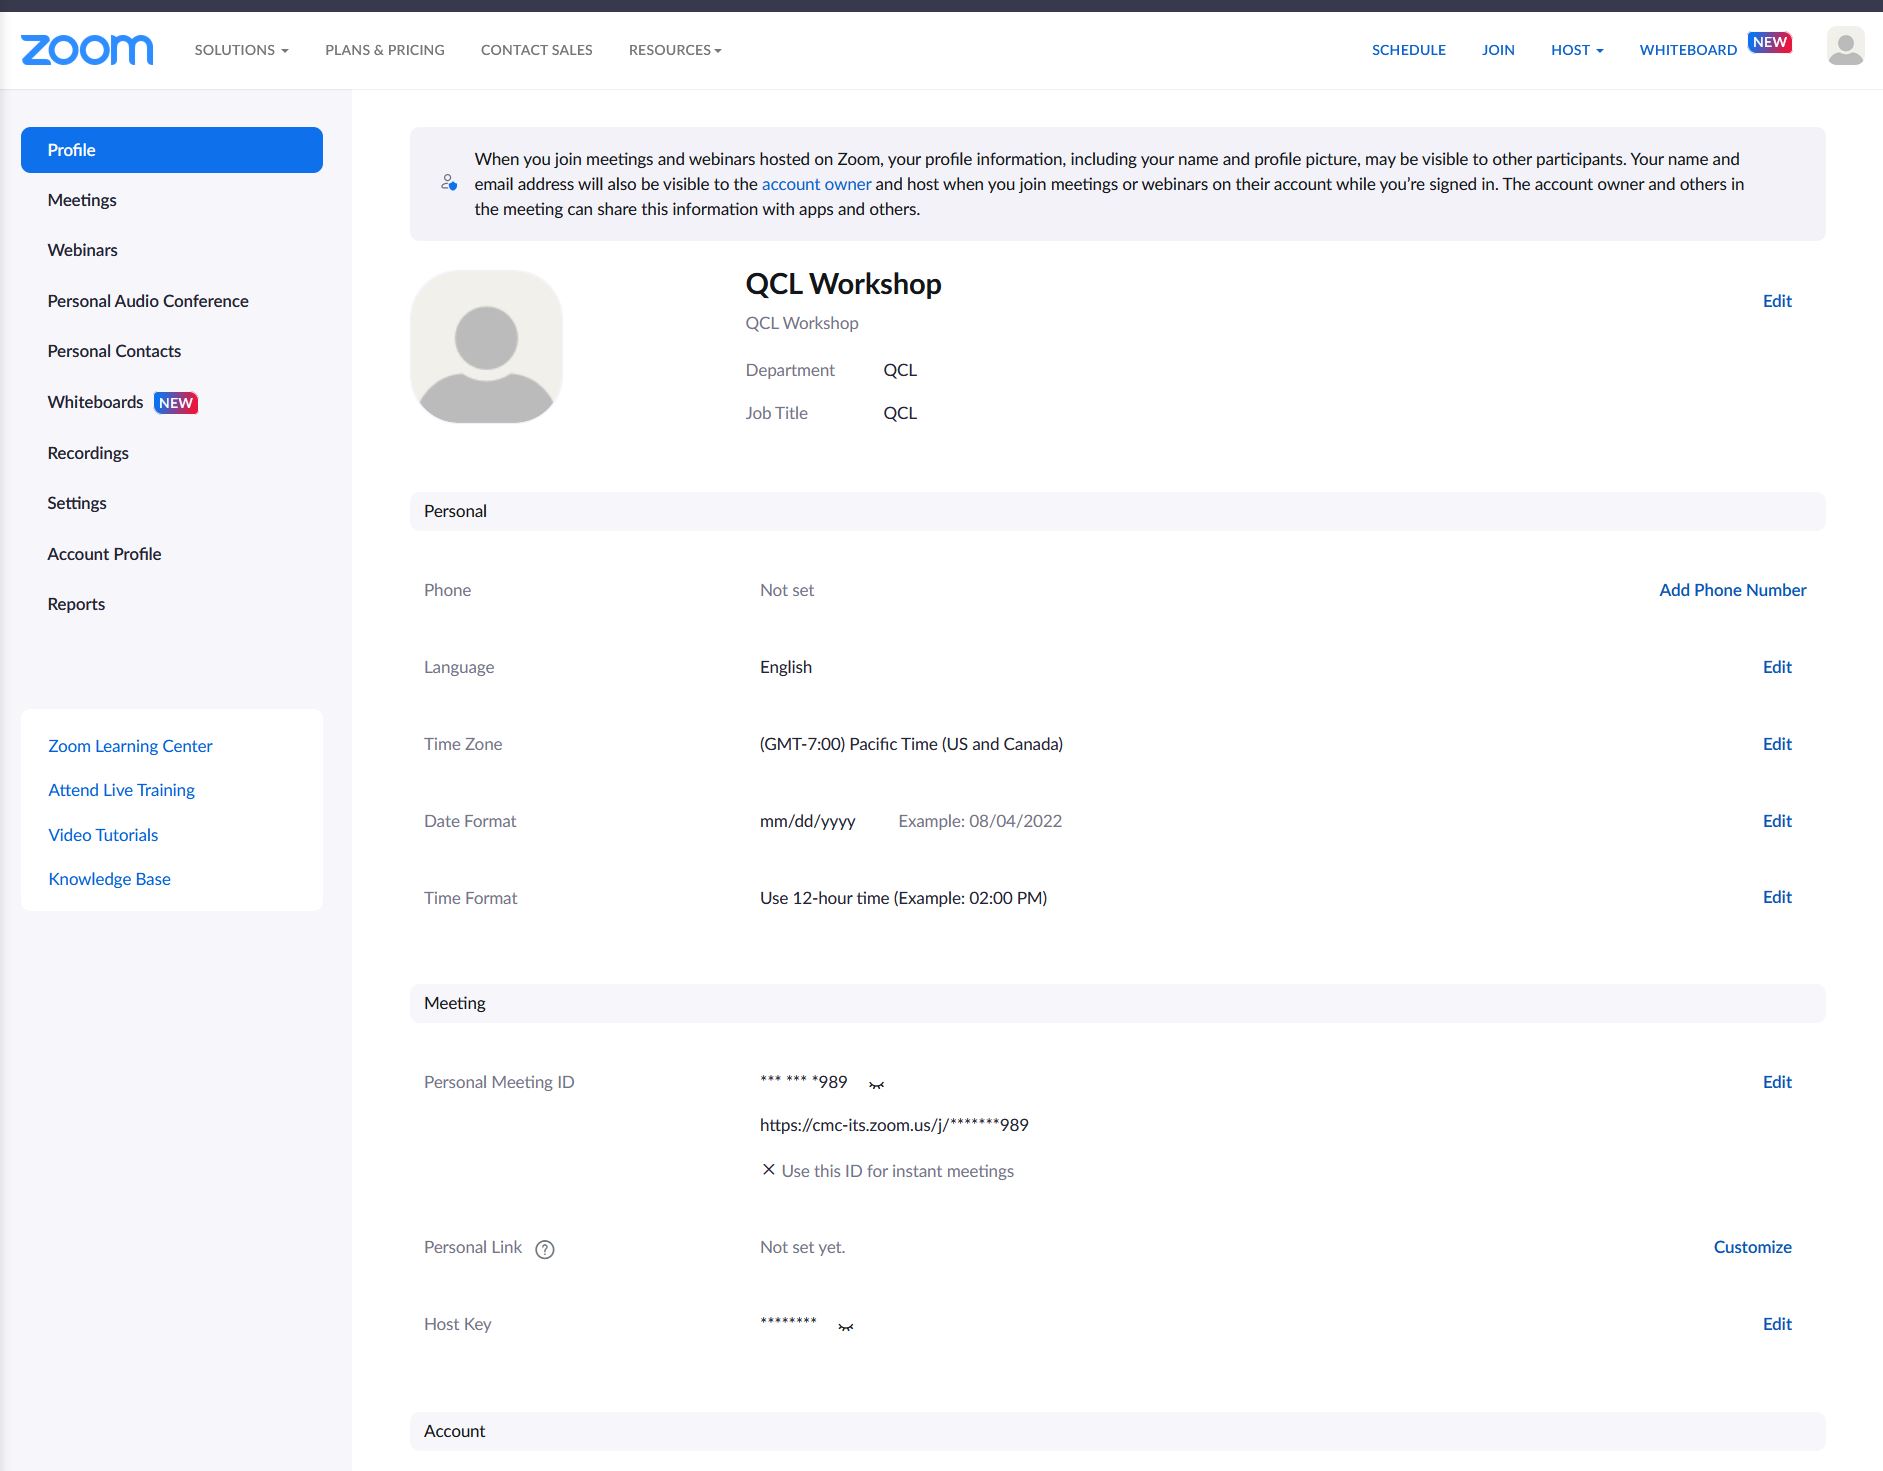 zoom
SOLUTIONS
PLANS & PRICING
CONTACT SALES
RESOURCES
SCHEDULE
JOIN
HOST
WHITEBOARD
NEW
Profile
Meetings
Webinars
Personal Audio Conference
Personal Contacts
Whiteboards NEW
Recordings
Settings
Account Profile
Reports
Zoom Learning Center
Attend Live Training
Video Tutorials
Knowledge Base
When you join meetings and webinars hosted on Zoom, your profile information, including your name and profile picture, may be visible to other participants. Your name and
email address will also be visible to the account owner and host when you join meetings or webinars on their account while you’re signed in. The account owner and others in
the meeting can share this information with apps and others.
QCL Workshop
Edit
QCL Workshop
Department QCL
Job Title QCL
Personal
Phone Not set Add Phone Number
Language English Edit
Time Zone (GMT-7:00) Pacific Time (US and Canada) Edit
Date Format mm/dd/yyyy Example: 08/04/2022 Edit
Time Format Use 12-hour time (Example: 02:00 PM) Edit
Meeting
Personal Meeting ID *** *** *989 Edit
https://cmc-its.zoom.us/j/*******989
Use this ID for instant meetings
Personal Link ? Not set yet. Customize
Host Key ******** Edit
Account